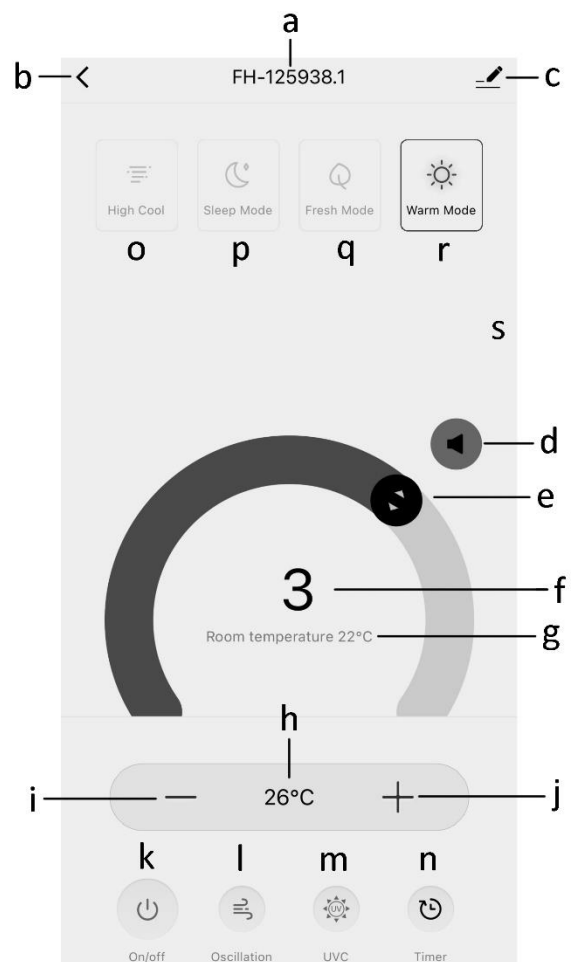 a
b
FH-125938.1
c
High Cool
Sleep Mode
Fresh Mode
Warm Mode
o
p
q
r
s
d
e
3
f
Room temperature 22°C
g
h
i
26°C
j
k
l
m
n
UV
On/off
Oscillation
UVC
Timer